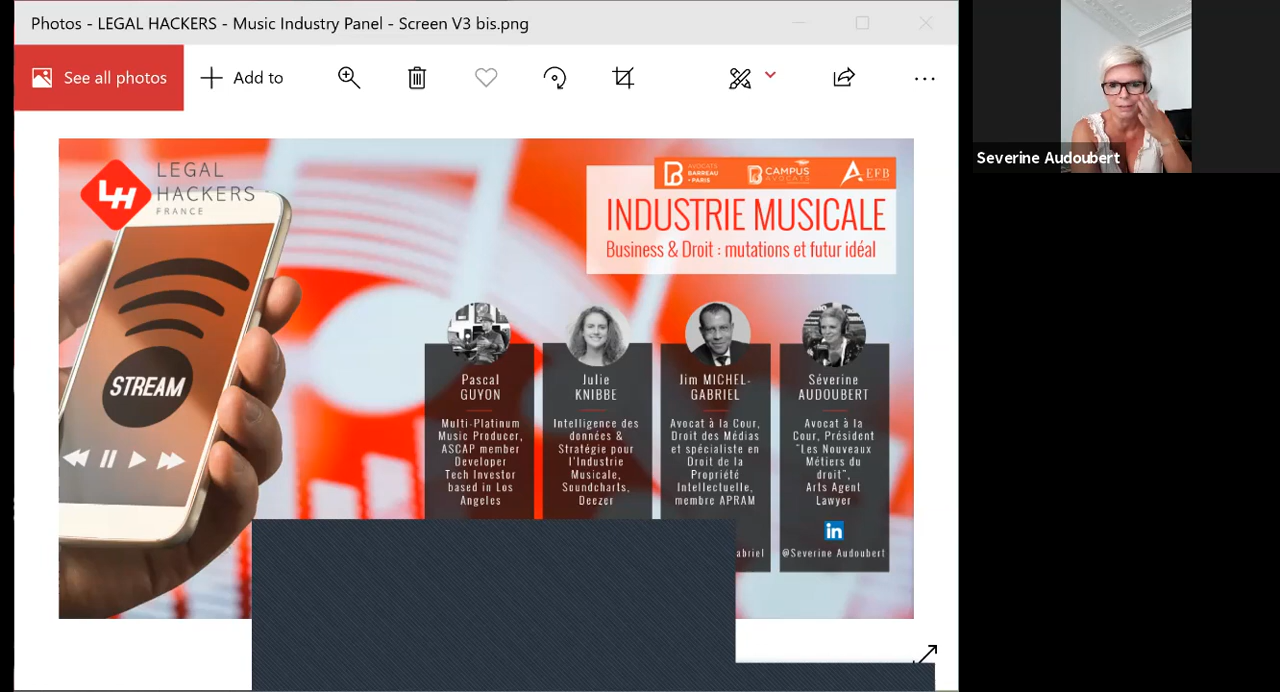 Photos - LEGAL HACKERS - Music Industry Panel - Screen V3 bis.png
See all photos
Add to
LEGAL
HACKERS
FRANCE
LH
AVOCATS
BARREAU
PARIS
CAMPUS
AVOCATS
EFB
INDUSTRIE MUSICALE
Business & Droit : mutations et futur idéal
STREAM
Pascal
GUYON
Multi-Platinum
Music Producer,
ASCAP member
Developer
Tech Investor
based in Los
Angeles
Julie
KNIBBE
Intelligence des
données &
Stratégie pour
l'Industrie
Musicale,
Soundcharts,
Deezer
Jim MICHEL-
GABRIEL
Avocat à la Cour,
Droit des Médias
et spécialiste en
Droit de la
Propriété
Intellectuelle,
membre APRAM
abriel
Séverine
AUDOUBERT
Avocat à la
Cour, Président
"Les Nouveaux
Métiers du
droit",
Arts Agent
Lawyer
in
@Severine Audoubert
Severine Audoubert